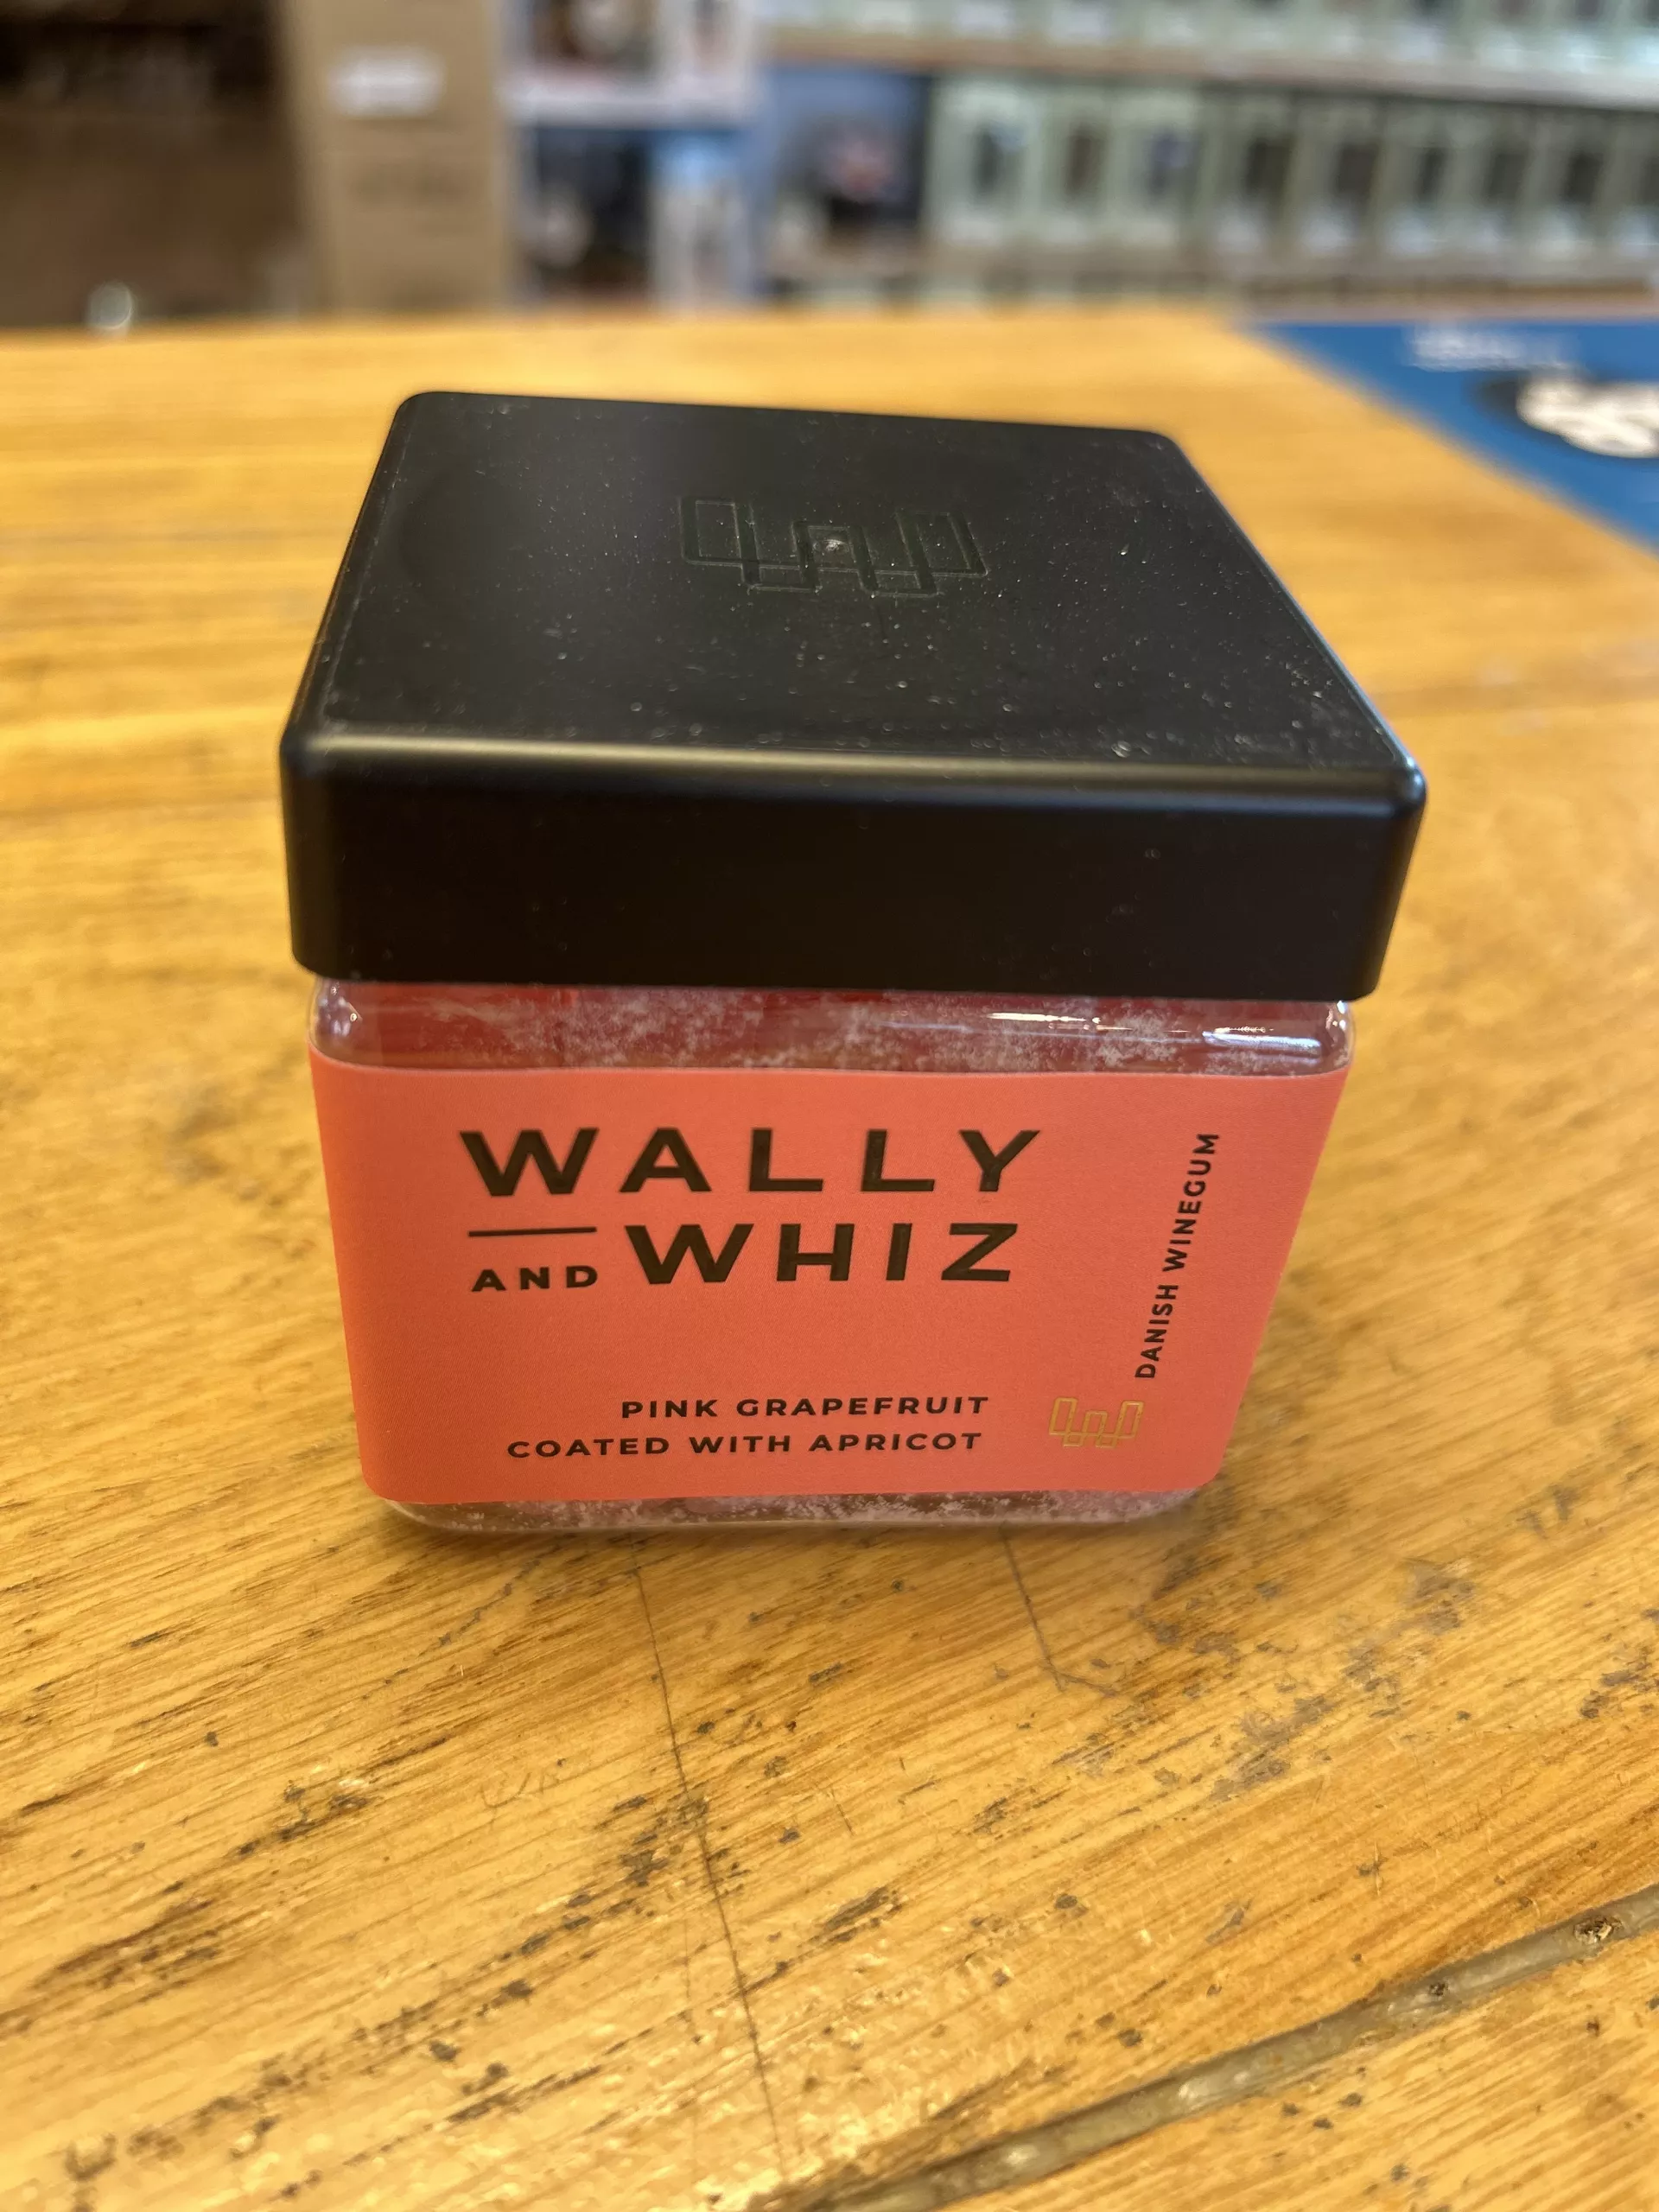 WALLY
AND WHIZ
PINK GRAPEFRUIT
COATED WITH APRICOT
DANISH WINEGUM